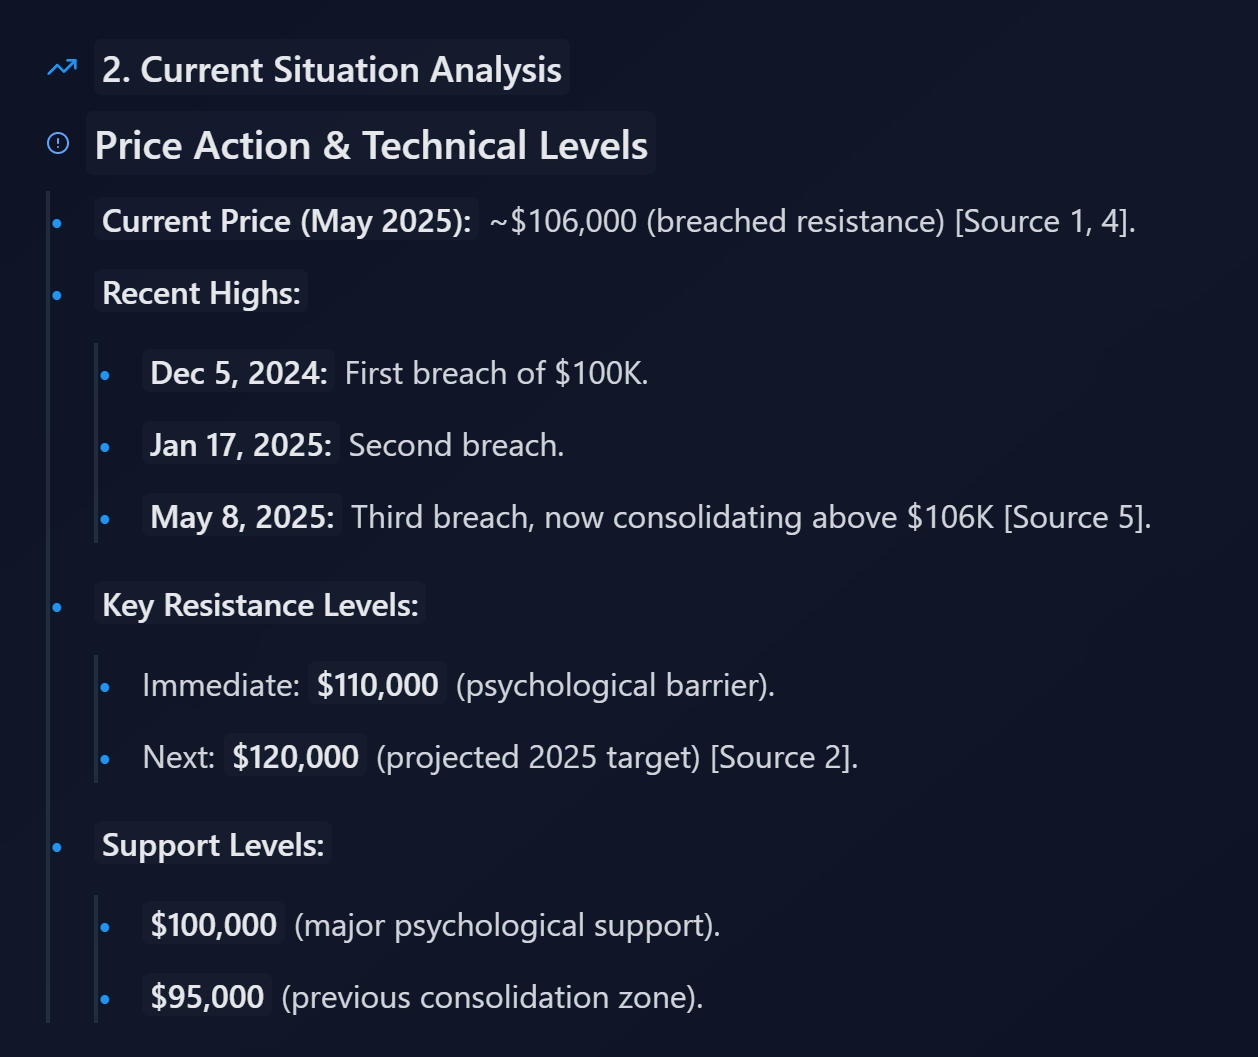 2. Current Situation Analysis
Price Action & Technical Levels
Current Price (May 2025): ~$106,000 (breached resistance) [Source 1, 4].
Recent Highs:
Dec 5, 2024: First breach of $100K.
Jan 17, 2025: Second breach.
May 8, 2025: Third breach, now consolidating above $106K [Source 5].
Key Resistance Levels:
Immediate: $110,000 (psychological barrier).
Next: $120,000 (projected 2025 target) [Source 2].
Support Levels:
$100,000 (major psychological support).
$95,000 (previous consolidation zone).